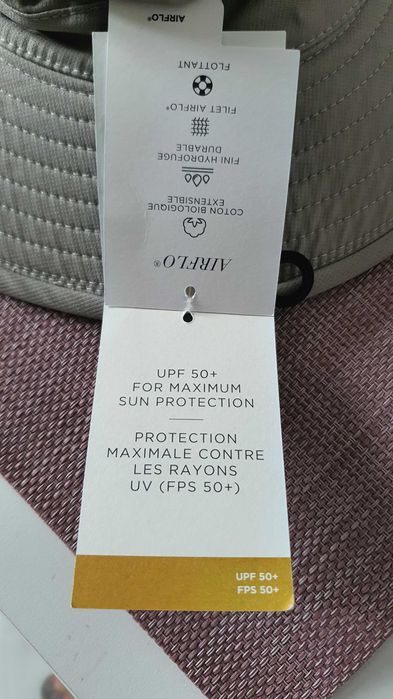 AIRFLO®
FLOTTANT
FILET AIRFLO®
FINI HYDROFUGE
DURABLE
COTON BIOLOGIQUE
EXTENSIBLE
AIRFLO®
UPF 50+
FOR MAXIMUM
SUN PROTECTION
PROTECTION
MAXIMALE CONTRE
LES RAYONS
UV (FPS 50+)
UPF 50+
FPS 50+